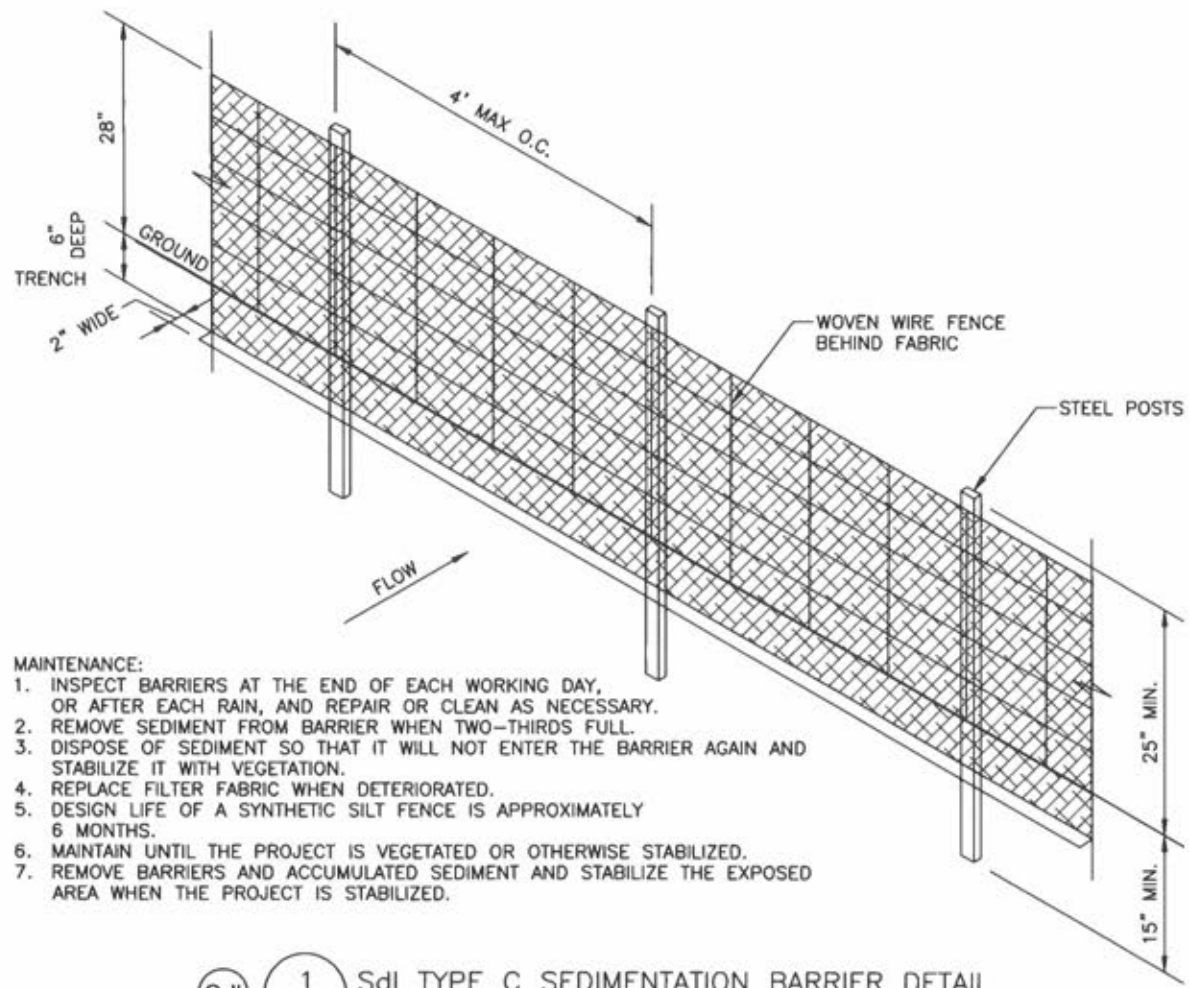 28"
4' MAX O.C.
6"
DEEP
GROUND
TRENCH
2" WIDE
WOVEN WIRE FENCE
BEHIND FABRIC
STEEL POSTS
FLOW
25" MIN.
15" MIN.
MAINTENANCE:
1. INSPECT BARRIERS AT THE END OF EACH WORKING DAY,
OR AFTER EACH RAIN, AND REPAIR OR CLEAN AS NECESSARY.
2. REMOVE SEDIMENT FROM BARRIER WHEN TWO-THIRDS FULL.
3. DISPOSE OF SEDIMENT SO THAT IT WILL NOT ENTER THE BARRIER AGAIN AND
STABILIZE IT WITH VEGETATION.
4. REPLACE FILTER FABRIC WHEN DETERIORATED.
5. DESIGN LIFE OF A SYNTHETIC SILT FENCE IS APPROXIMATELY
6 MONTHS.
6. MAINTAIN UNTIL THE PROJECT IS VEGETATED OR OTHERWISE STABILIZED.
7. REMOVE BARRIERS AND ACCUMULATED SEDIMENT AND STABILIZE THE EXPOSED
AREA WHEN THE PROJECT IS STABILIZED.
1 SdI TYPE C SEDIMENTATION BARRIER DETAIL